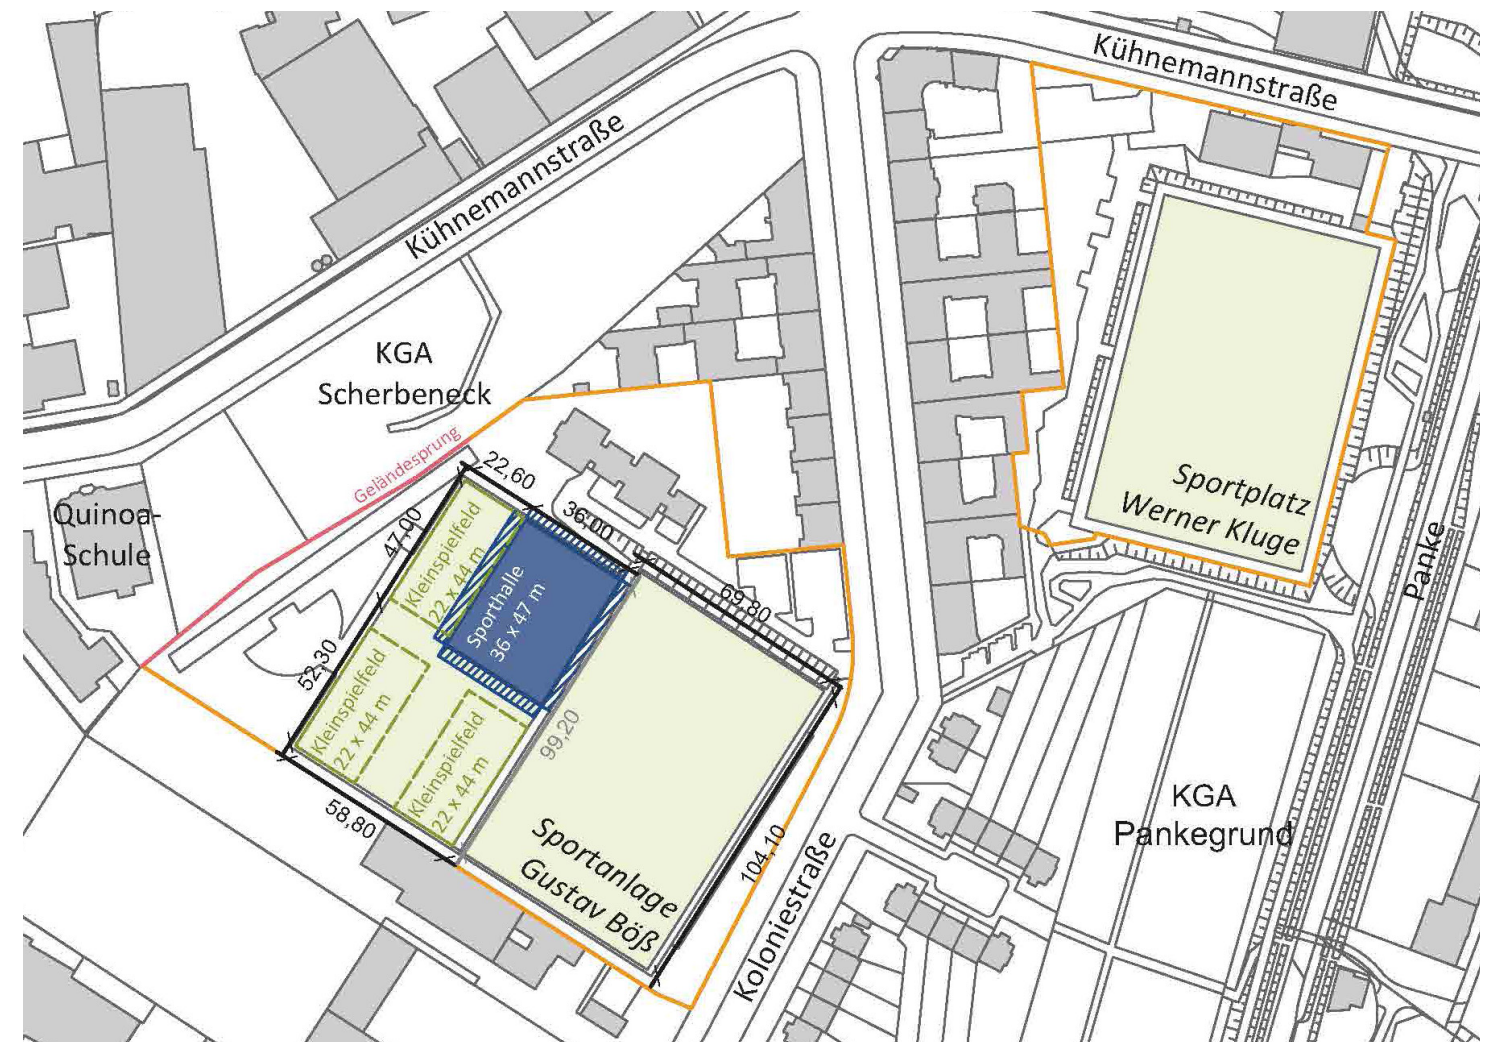 Kühnemannstraße
Kühnemannstraße
KGA
Scherbeneck
Geländesprung
Quinoa-
Schule
22,60
36,00
47,00
69,80
52,30
58,80
99,20
104,10
Kleinspielfeld
22 x 44 m
Sporthalle
36 x 47 m
Kleinspielfeld
22 x 44 m
Kleinspielfeld
22 x 44 m
Sportanlage
Gustav Böß
Koloniestraße
Sportplatz
Werner Kluge
Panke
KGA
Pankegrund